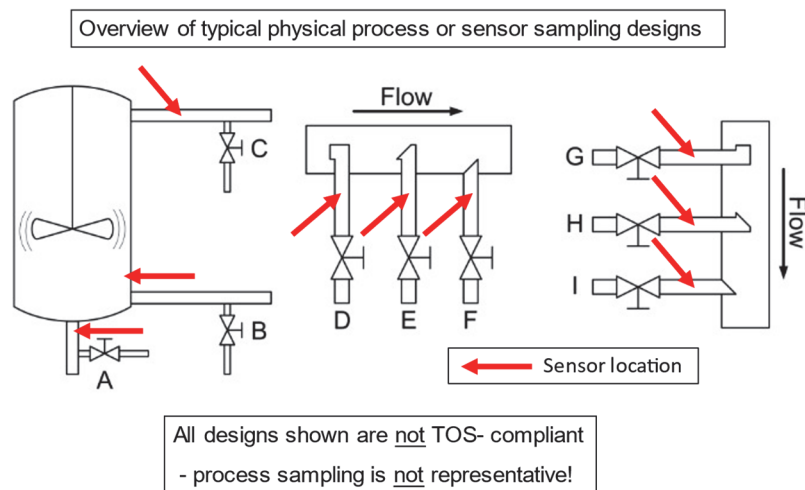 Overview of typical physical process or sensor sampling designs
Flow
C
B
A
D
E
F
G
H
I
Flow
Sensor location
All designs shown are not TOS- compliant
- process sampling is not representative!